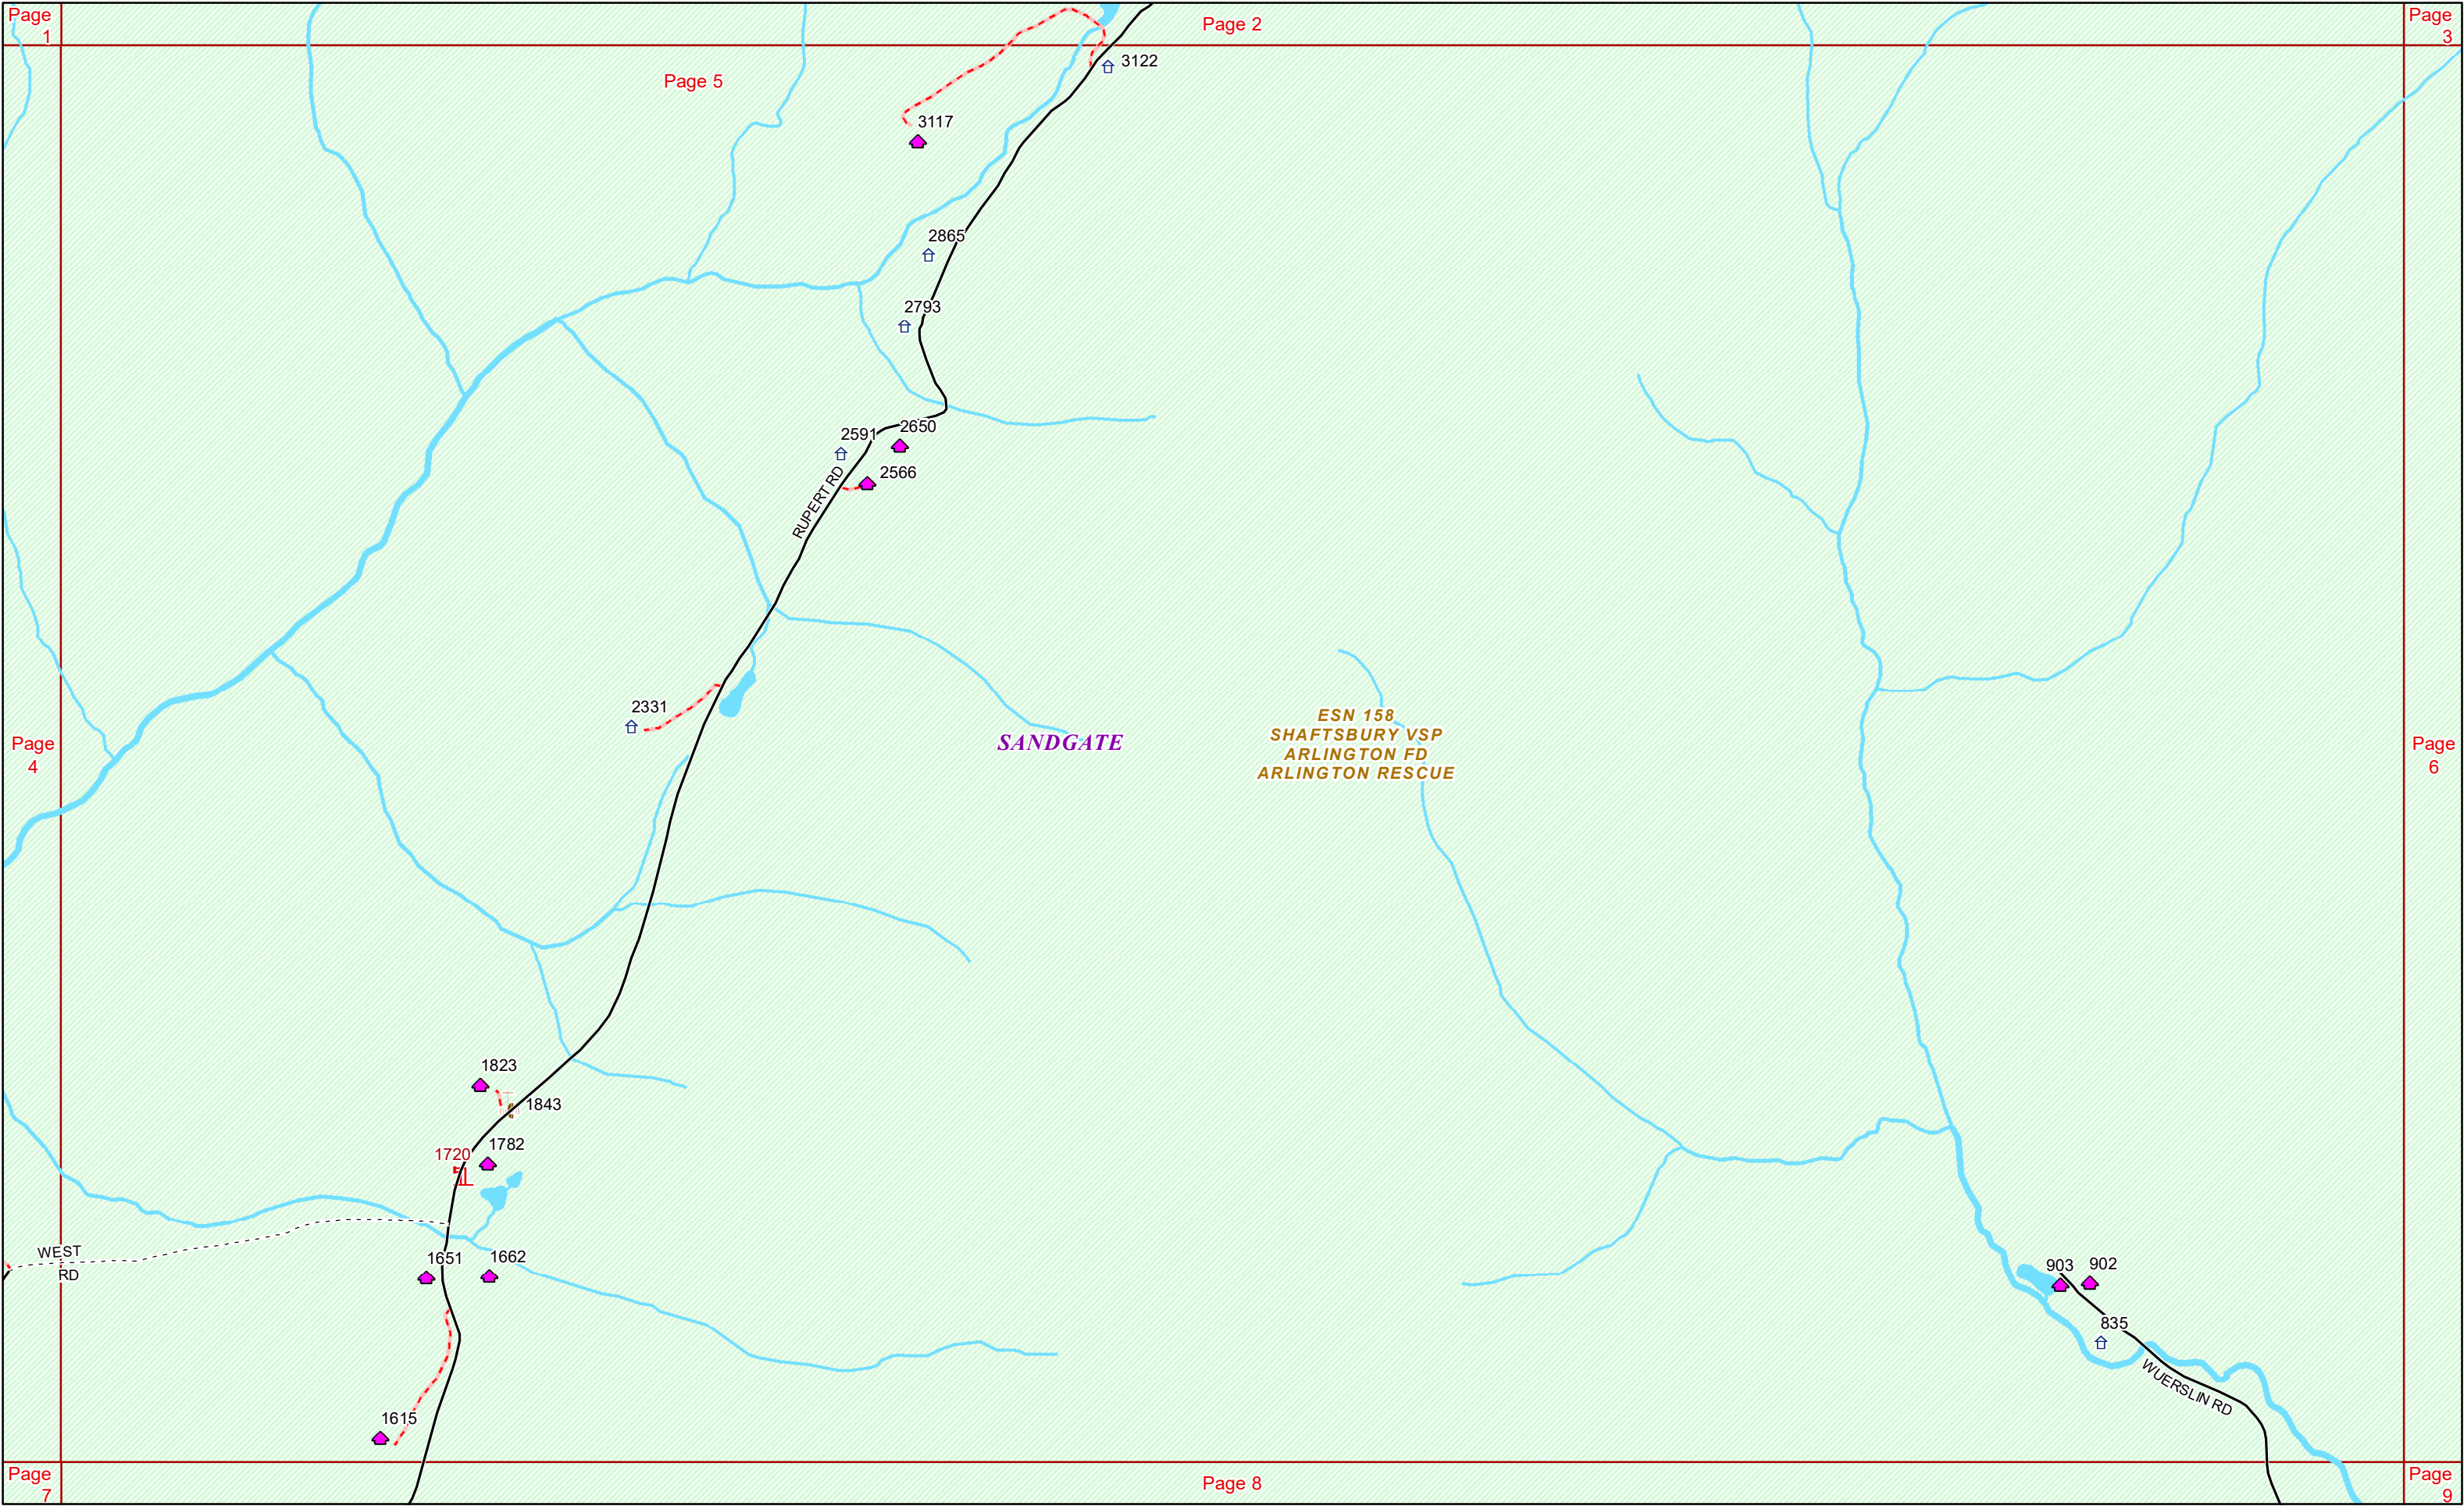 Page
1
Page 2
Page
3
Page 5
3122
3117
2865
2793
2650
2591
2566
RUPERT RD
2331
Page
4
SANDGATE
ESN 158
SHAFTSBURY VSP
ARLINGTON FD
ARLINGTON RESCUE
Page
6
1823
1843
1782
1720
WEST
RD
1651
1662
903
902
835
WUERSLIN RD
1615
Page
7
Page 8
Page
9